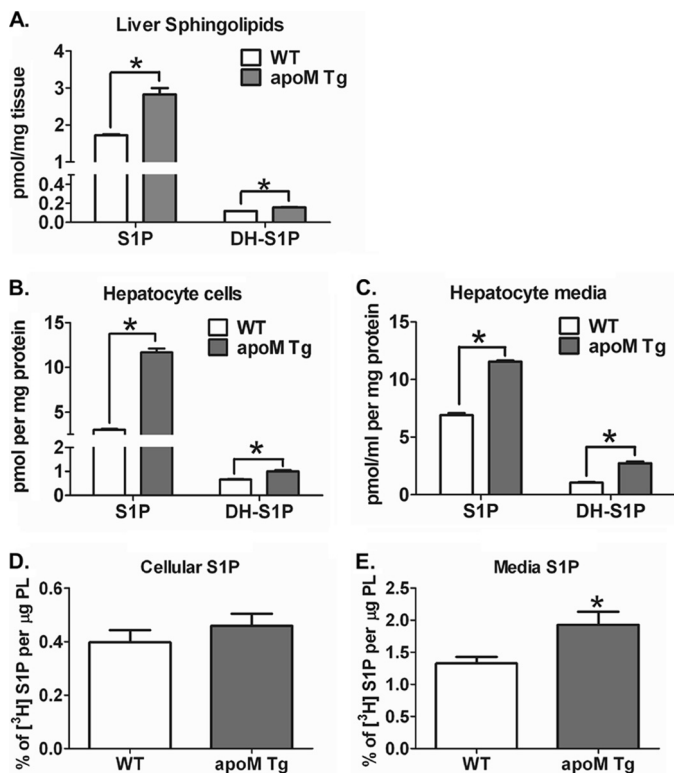 A.
Liver Sphingolipids
WT
apoM Tg
pmol/mg tissue
4
3
2
1
0.4
0.2
0.0
*
*
S1P
DH-S1P
B.
Hepatocyte cells
WT
apoM Tg
pmol per mg protein
15
10
5
2
1
0
*
*
S1P
DH-S1P
C.
Hepatocyte media
WT
apoM Tg
pmol/ml per mg protein
15
10
5
0
*
*
S1P
DH-S1P
D.
Cellular S1P
% of [³H] S1P per µg PL
0.6
0.4
0.2
0.0
WT
apoM Tg
E.
Media S1P
% of [³H] S1P per µg PL
2.5
2.0
1.5
1.0
0.5
0.0
*
WT
apoM Tg